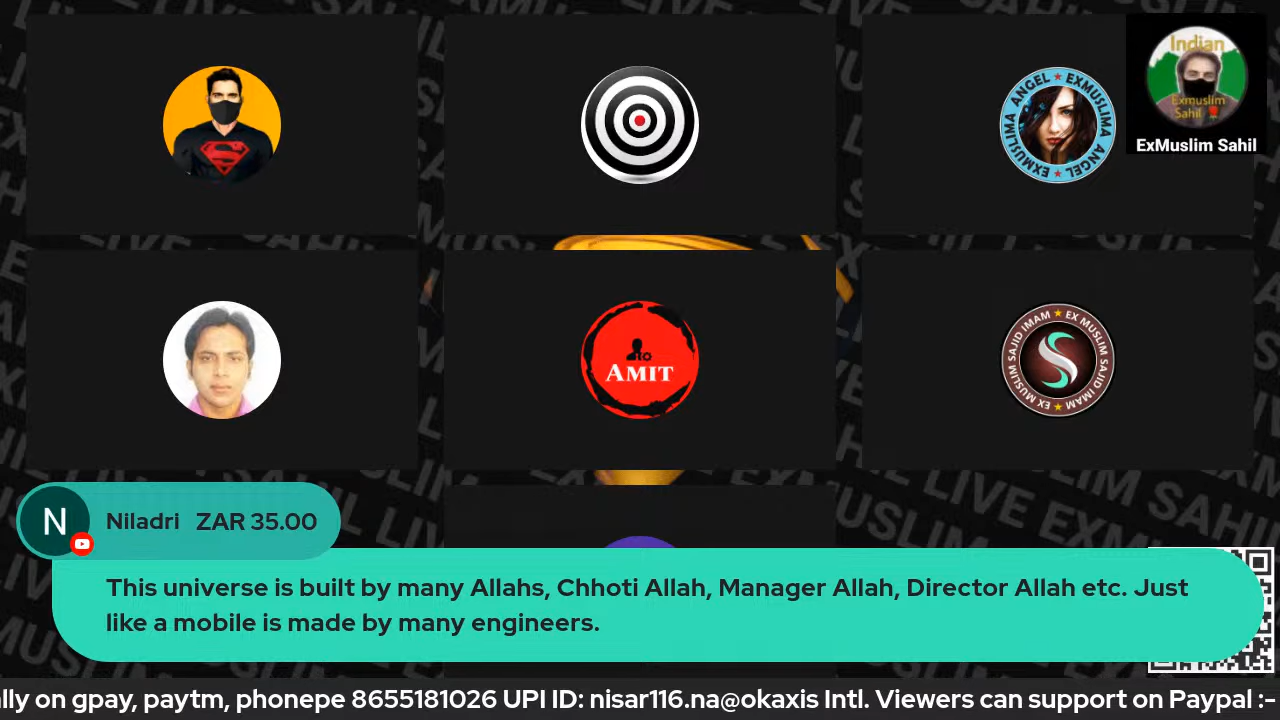 Indian
Exmuslim
Sahil
ExMuslim Sahil
EXMUSLIMA ANGEL ★ EXMUSLIMA ANGEL ★
AMIT
EX MUSLIM SAJID IMAM ★ EX MUSLIM SAJID IMAM ★
N
Niladri ZAR 35.00
This universe is built by many Allahs, Chhoti Allah, Manager Allah, Director Allah etc. Just
like a mobile is made by many engineers.
ally on gpay, paytm, phonepe 8655181026 UPI ID: nisar116.na@okaxis Intl. Viewers can support on Paypal :-